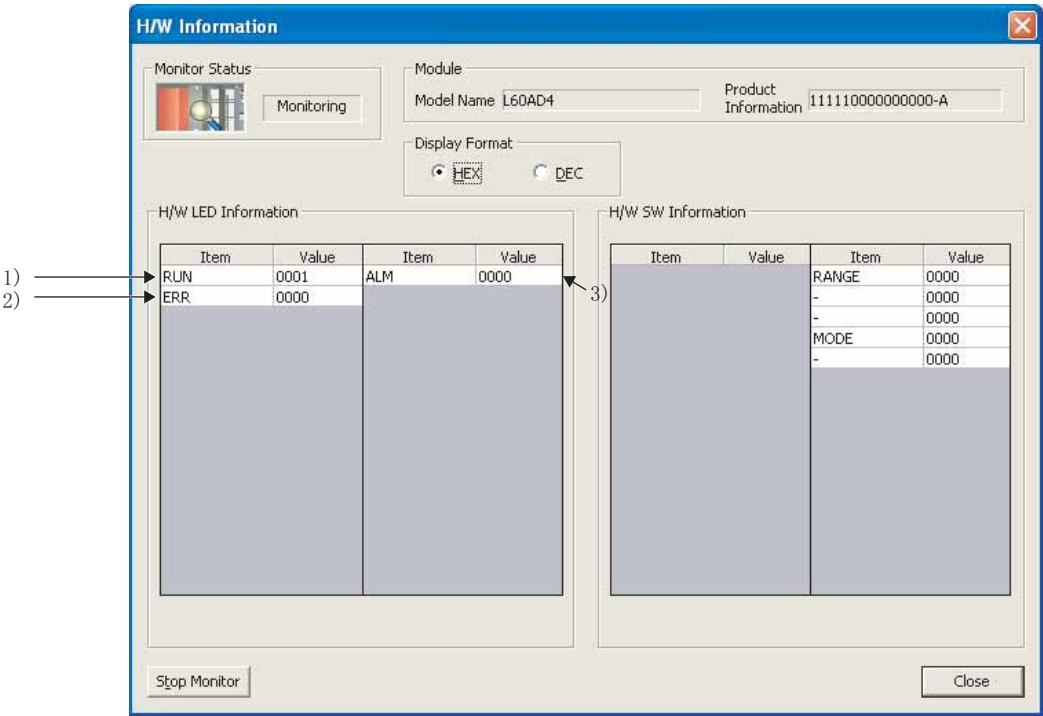 H/W Information
Monitor Status
Monitoring
Module
Model Name L60AD4
Product Information 111110000000000-A
Display Format
HEX DEC
H/W LED Information
Item Value Item Value
1) RUN 0001 ALM 0000 3)
2) ERR 0000
H/W SW Information
Item Value Item Value
RANGE 0000
- 0000
- 0000
MODE 0000
- 0000
Stop Monitor
Close